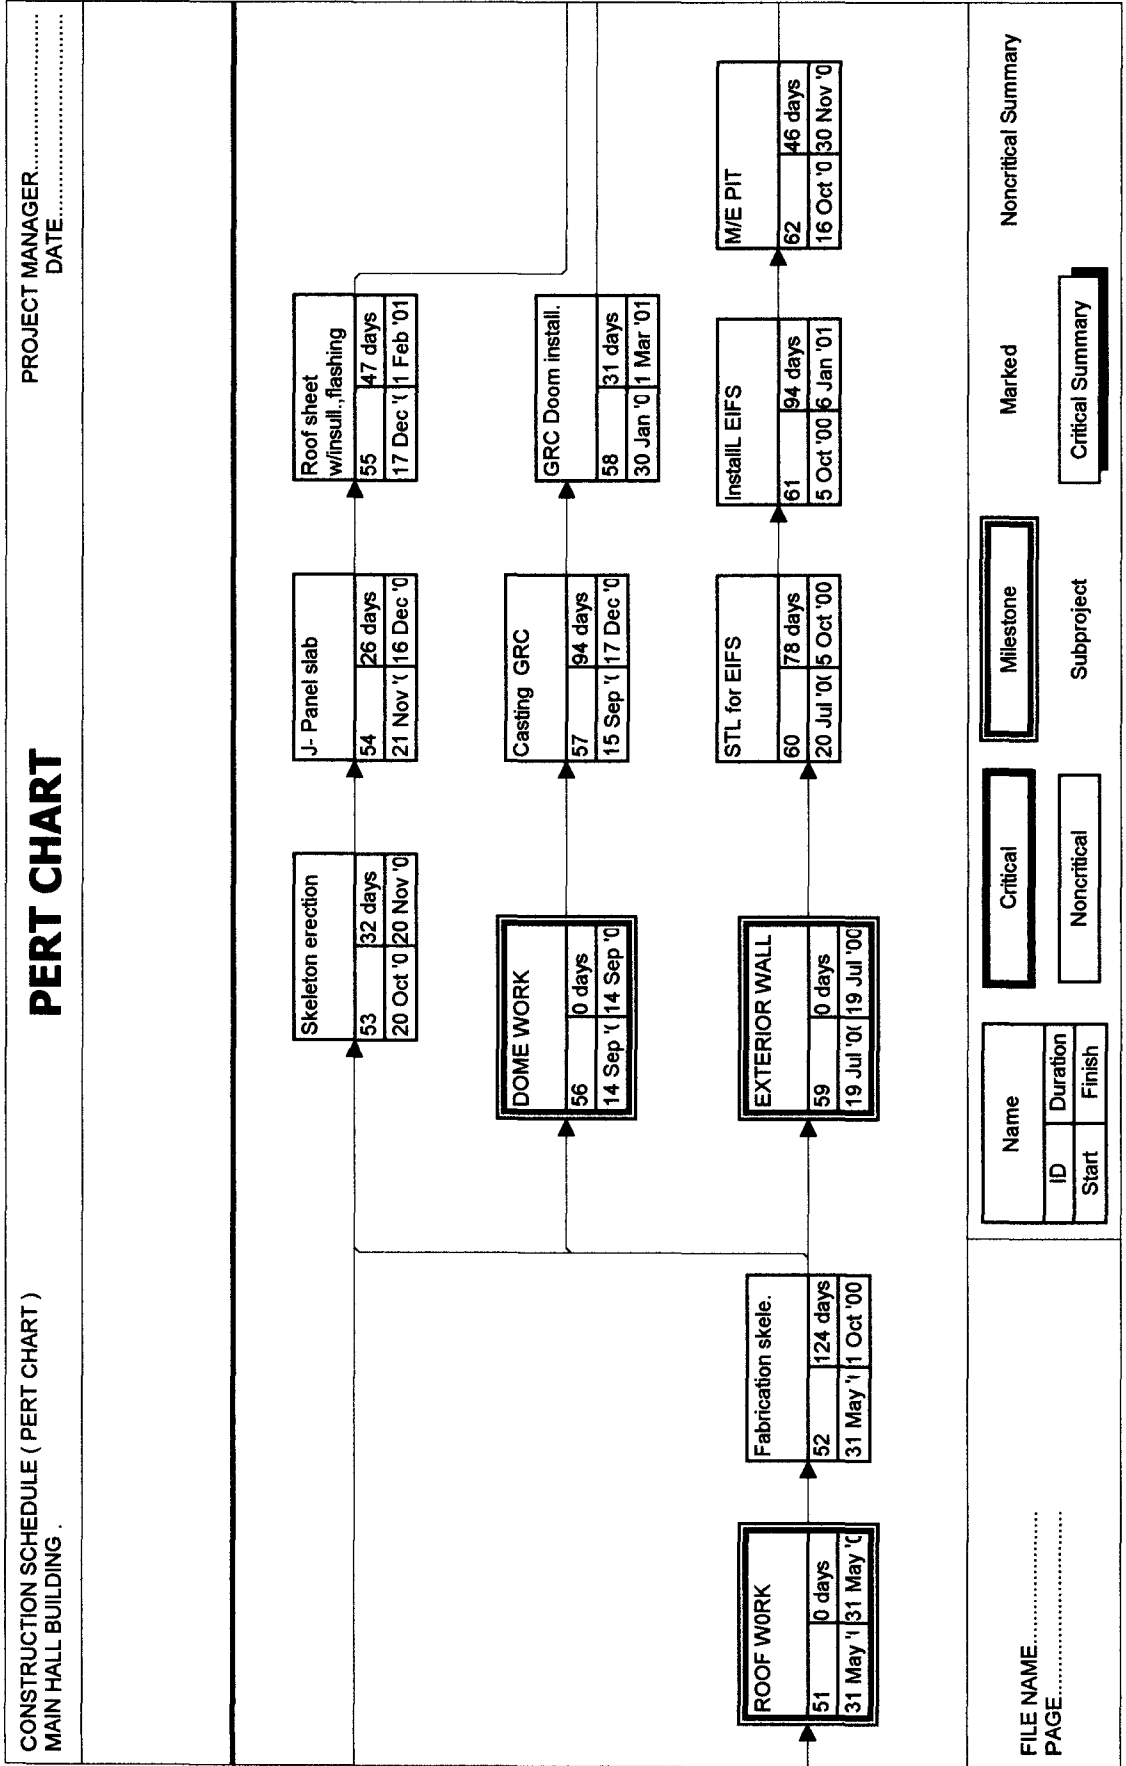 CONSTRUCTION SCHEDULE ( PERT CHART )
MAIN HALL BUILDING .
PERT CHART
PROJECT MANAGER..............................
DATE..............................
Skeleton erection
53 32 days
20 Oct '0 20 Nov '0
J- Panel slab
54 26 days
21 Nov '( 16 Dec '0
Roof sheet
w/insull.,flashing
55 47 days
17 Dec '( 1 Feb '01
DOME WORK
56 0 days
14 Sep '( 14 Sep '0
Casting GRC
57 94 days
15 Sep '( 17 Dec '0
GRC Doom install.
58 31 days
30 Jan '0 1 Mar '01
ROOF WORK
51 0 days
31 May '( 31 May '0
Fabrication skele.
52 124 days
31 May '( 1 Oct '00
EXTERIOR WALL
59 0 days
19 Jul '0( 19 Jul '00
STL for EIFS
60 78 days
20 Jul '0( 5 Oct '00
InstallL EIFS
61 94 days
5 Oct '00 6 Jan '01
M/E PIT
62 46 days
16 Oct '0 30 Nov '0
FILE NAME..............................
PAGE..............................
Name
ID Duration
Start Finish
Critical
Noncritical
Milestone
Subproject
Marked
Critical Summary
Noncritical Summary